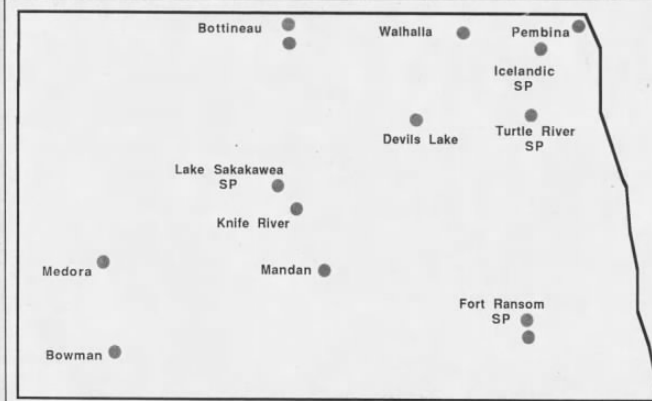 Bottineau
Walhalla
Pembina
Icelandic
SP
Devils Lake
Turtle River
SP
Lake Sakakawea
SP
Knife River
Medora
Mandan
Fort Ransom
SP
Bowman